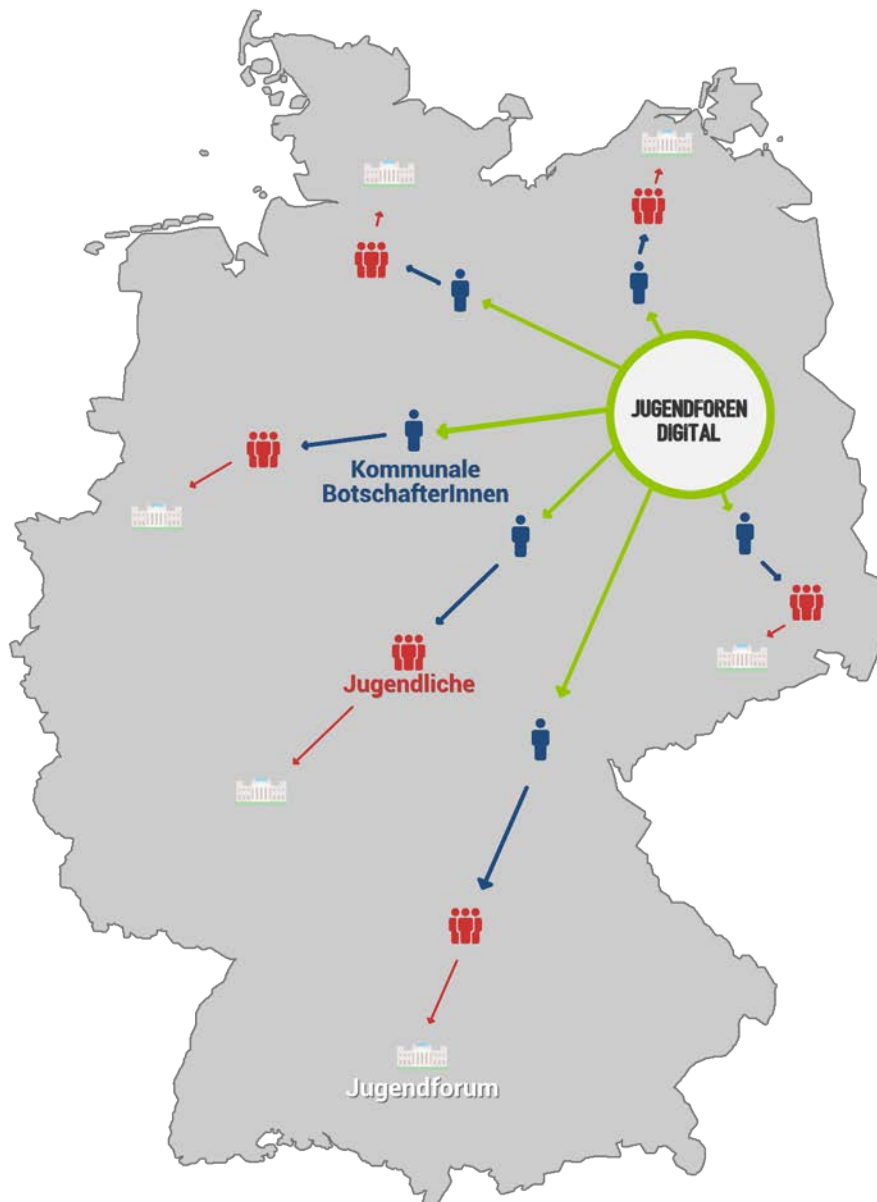 JUGENDFOREN
DIGITAL
Kommunale
BotschafterInnen
Jugendliche
Jugendforum